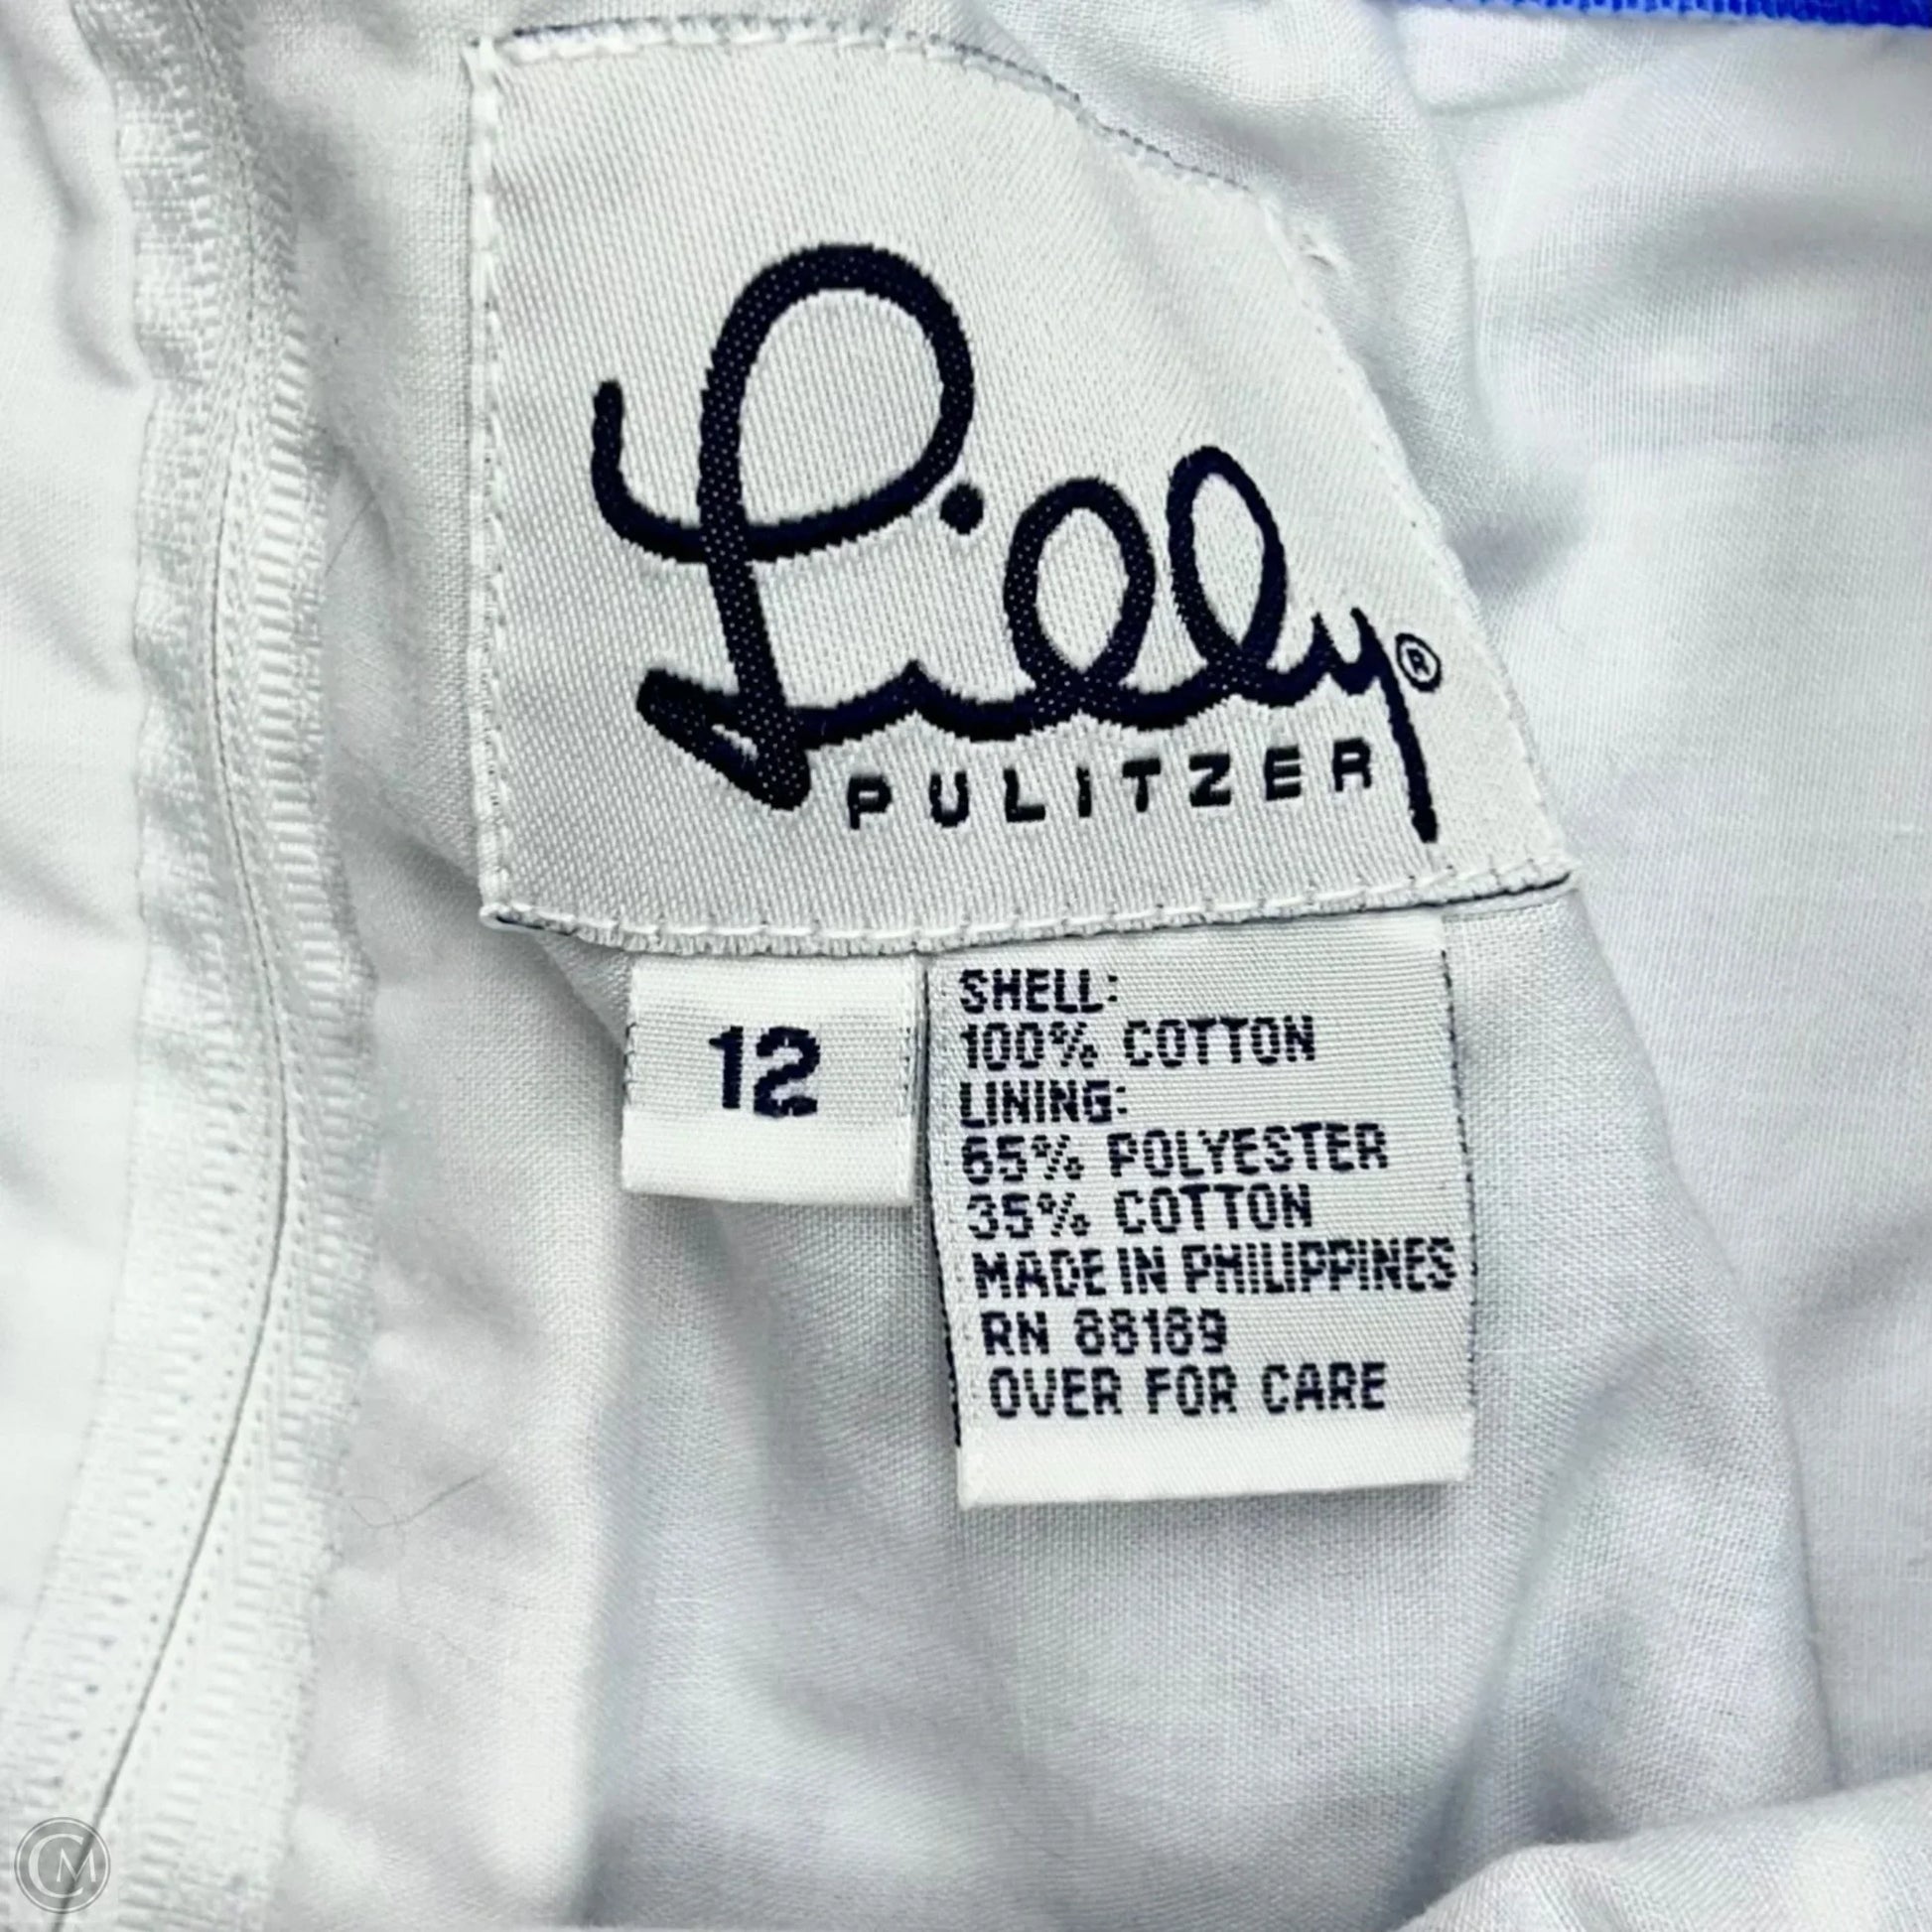 Lilly®
PULiTZER
12
SHELL:
100% COTTON
LINING:
65% POLYESTER
35% COTTON
MADE IN PHILIPPINES
RN 88189
OVER FOR CARE
CM